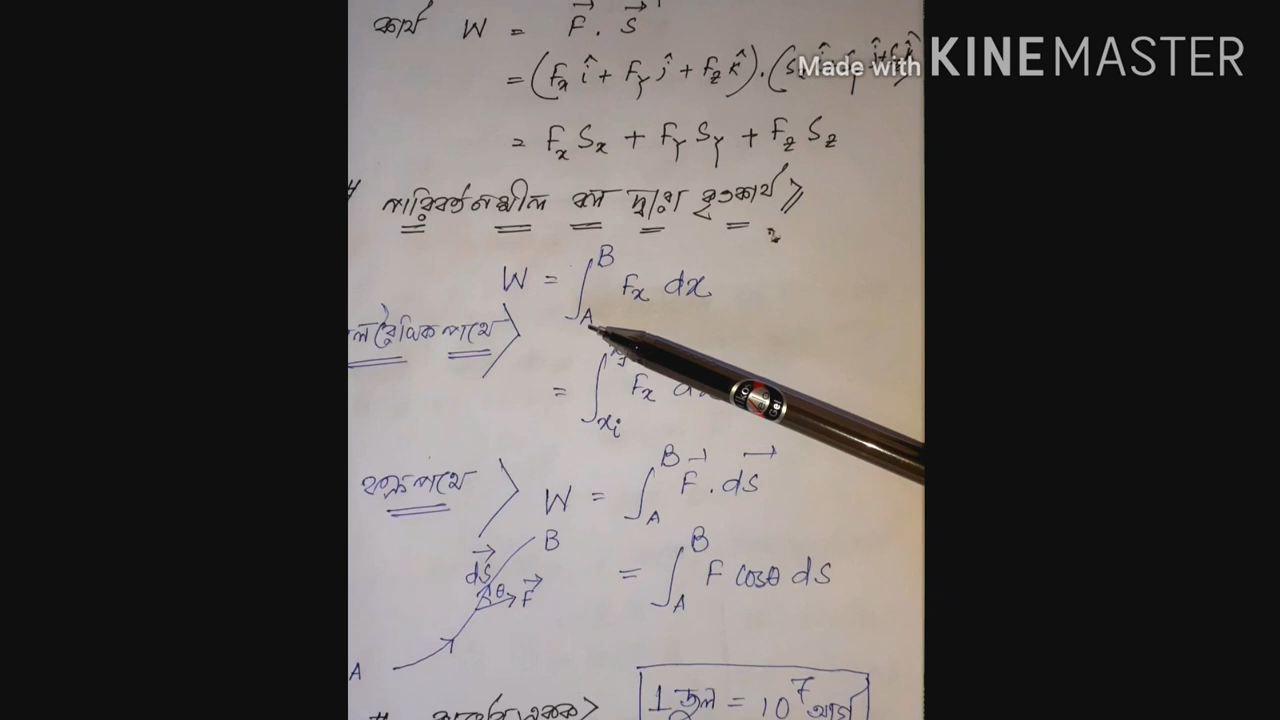 কার্য W = F⃗ . S⃗
= (Fx î + Fy ĵ + Fz k̂) . (
Made with KINEMASTER
= Fx Sx + Fy Sy + Fz Sz
# পরিবর্তনশীল বল দ্বারা কৃতকার্য >>
W = ∫_A^B Fx dx
রৈখিক পথে >
= ∫_xi Fx
বক্রপথে > W = ∫_A^B F⃗ . dS⃗
B
dS⃗
= ∫_A^B F cosθ dS
θ F⃗
A
1 জুল = 10^7 আর্গ